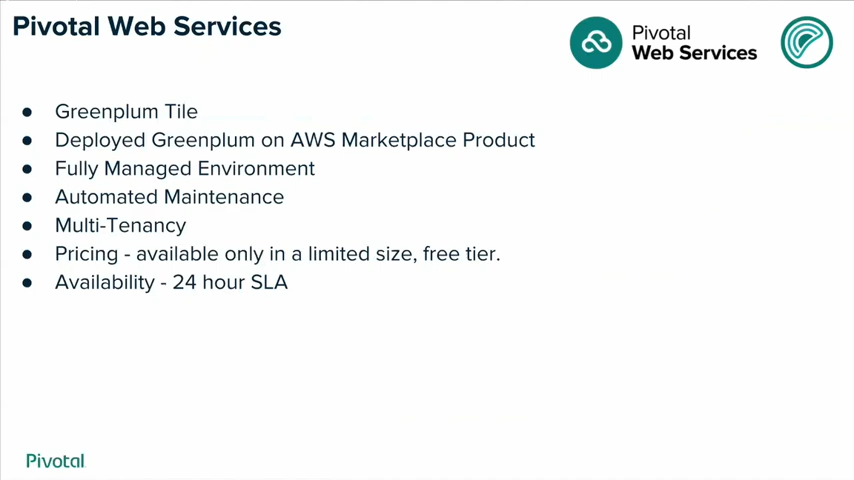 Pivotal Web Services
Pivotal
Web Services
● Greenplum Tile
● Deployed Greenplum on AWS Marketplace Product
● Fully Managed Environment
● Automated Maintenance
● Multi-Tenancy
● Pricing - available only in a limited size, free tier.
● Availability - 24 hour SLA
Pivotal